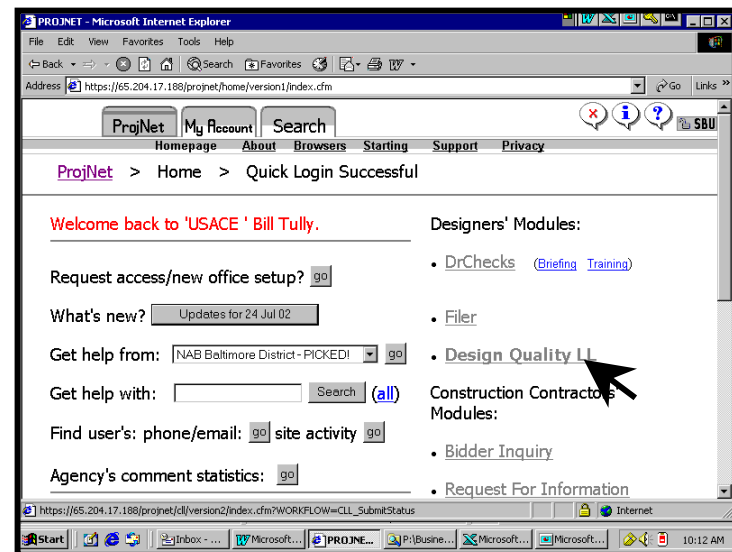 PROJNET - Microsoft Internet Explorer
File Edit View Favorites Tools Help
Back Search Favorites
Address https://65.204.17.188/projnet/home/version1/index.cfm Go Links »
ProjNet My Account Search SBU
Homepage About Browsers Starting Support Privacy
ProjNet > Home > Quick Login Successful
Welcome back to 'USACE ' Bill Tully.
Request access/new office setup? go
What's new? Updates for 24 Jul 02
Get help from: NAB Baltimore District - PICKED! go
Get help with: Search (all)
Find user's: phone/email: go site activity go
Agency's comment statistics: go
Designers' Modules:
• DrChecks (Briefing Training)
• Filer
• Design Quality LL
Construction Contractors'
Modules:
• Bidder Inquiry
• Request For Information
https://65.204.17.188/projnet/cll/version2/index.cfm?WORKFLOW=CLL_SubmitStatus Internet
Start Inbox - ... Microsoft... PROJNE... P:\Busine... Microsoft... Microsoft... 10:12 AM